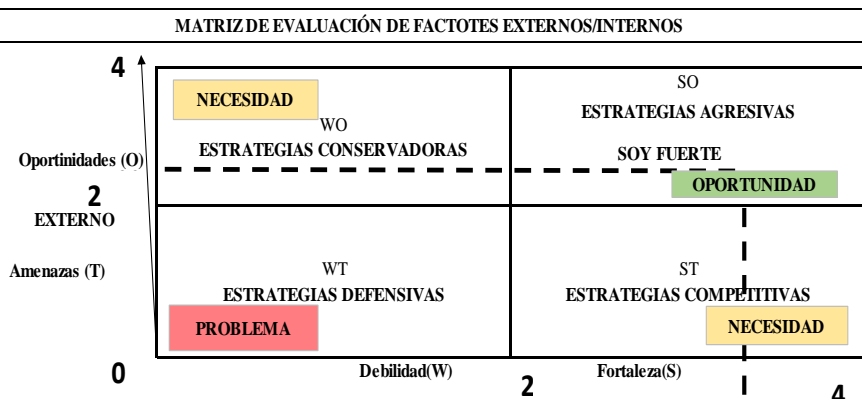 MATRIZ DE EVALUACIÓN DE FACTOTES EXTERNOS/INTERNOS
4
NECESIDAD
WO
ESTRATEGIAS CONSERVADORAS
SO
ESTRATEGIAS AGRESIVAS
SOY FUERTE
OPORTUNIDAD
Oportinidades (O)
2
EXTERNO
Amenazas (T)
WT
ESTRATEGIAS DEFENSIVAS
PROBLEMA
ST
ESTRATEGIAS COMPETITIVAS
NECESIDAD
0
Debilidad(W)
2
Fortaleza(S)
4